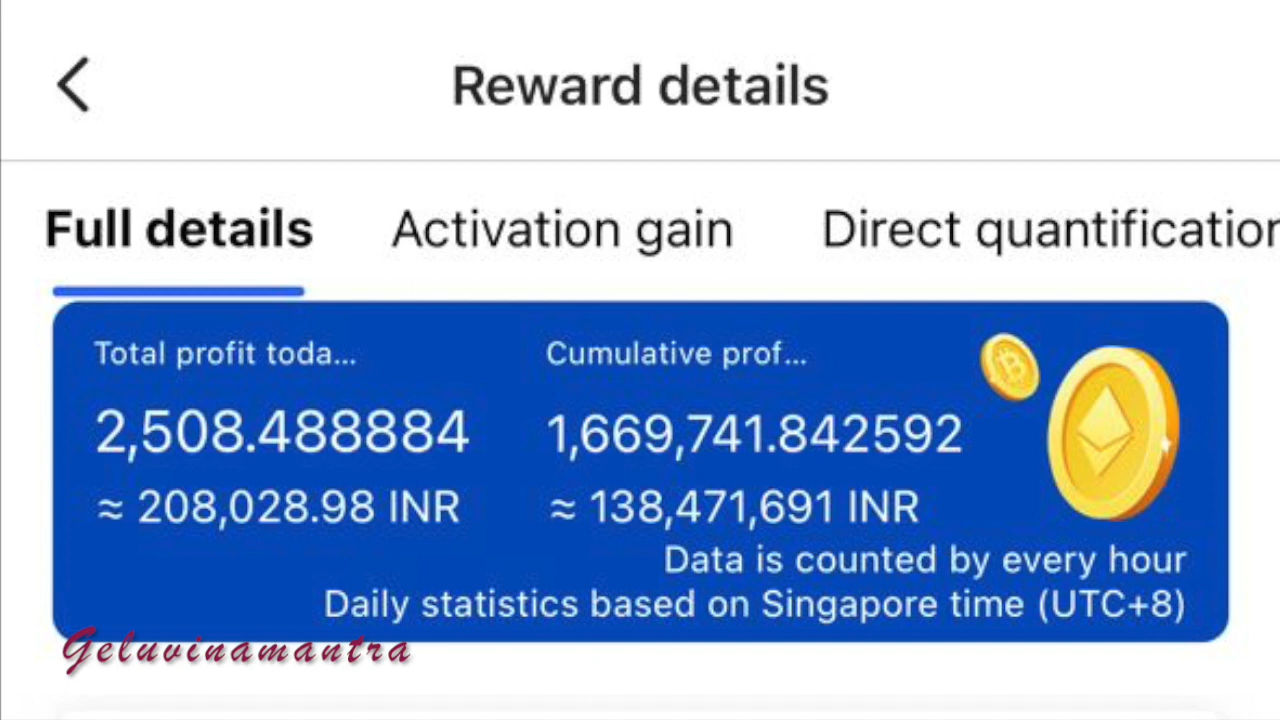 Reward details
Full details
Activation gain
Direct quantification
Total profit toda...
Cumulative prof...
2,508.488884
1,669,741.842592
≈ 208,028.98 INR
≈ 138,471,691 INR
Data is counted by every hour
Daily statistics based on Singapore time (UTC+8)
Geluvinamantra